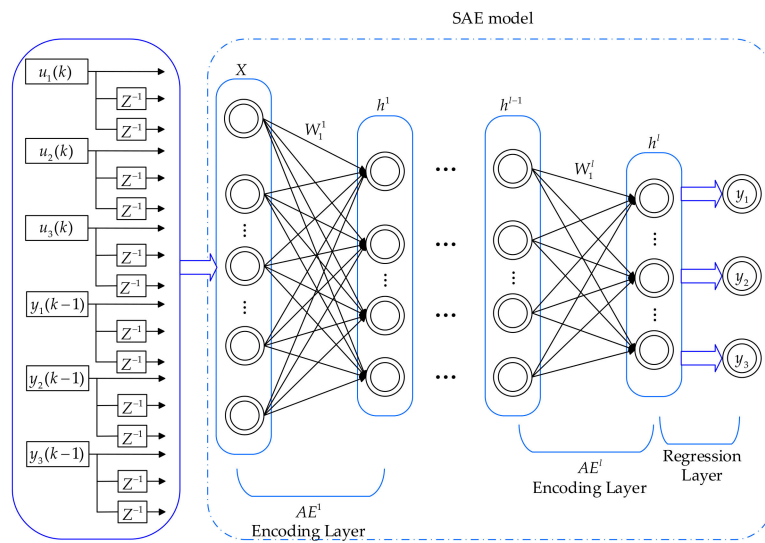 SAE model
u₁(k)
Z⁻¹
Z⁻¹
u₂(k)
Z⁻¹
Z⁻¹
u₃(k)
Z⁻¹
Z⁻¹
y₁(k−1)
Z⁻¹
Z⁻¹
y₂(k−1)
Z⁻¹
Z⁻¹
y₃(k−1)
Z⁻¹
Z⁻¹
X
W₁¹
h¹
hˡ⁻¹
W₁ˡ
hˡ
y₁
y₂
y₃
AE¹
Encoding Layer
AEˡ
Encoding Layer
Regression
Layer